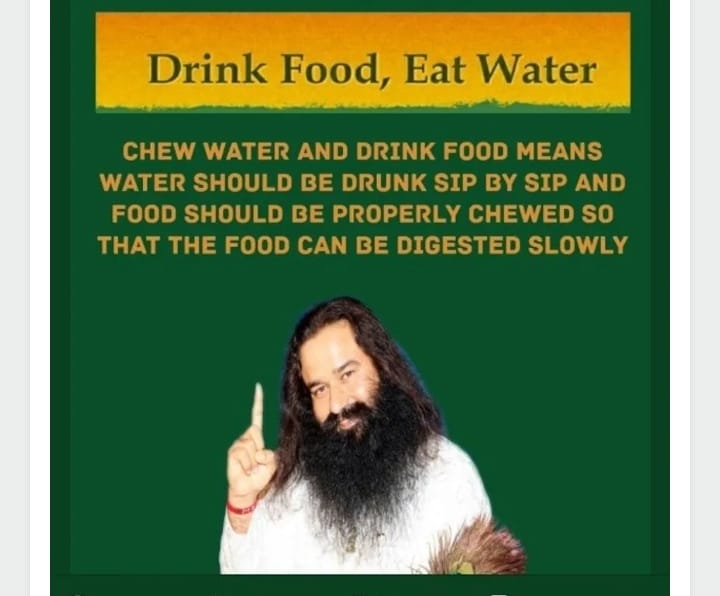 Drink Food, Eat Water
CHEW WATER AND DRINK FOOD MEANS
WATER SHOULD BE DRUNK SIP BY SIP AND
FOOD SHOULD BE PROPERLY CHEWED SO
THAT THE FOOD CAN BE DIGESTED SLOWLY